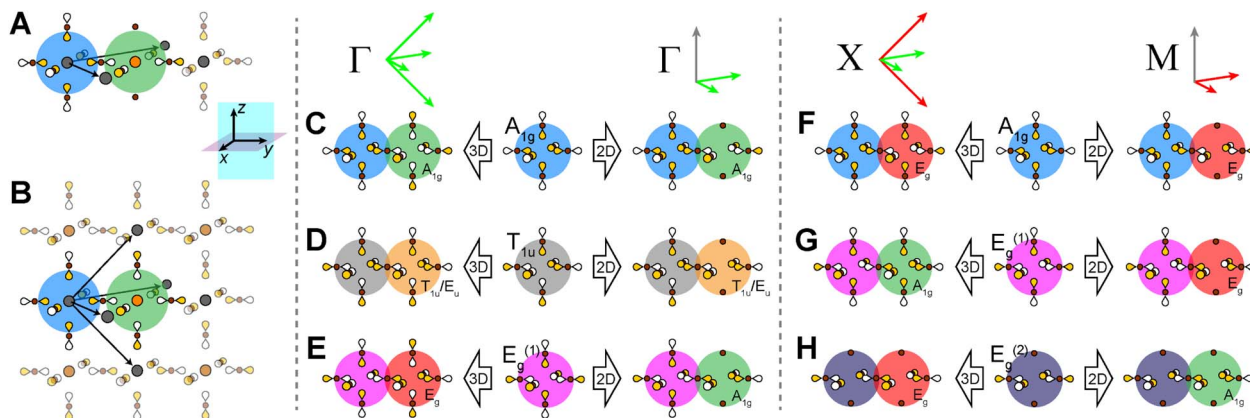 A
z
x
y
B
Γ
Γ
C
A1g
3D
2D
A1g
A1g
D
T1u
3D
2D
T1u/Eu
T1u/Eu
E
Eg(1)
3D
2D
Eg
A1g
X
M
F
A1g
3D
2D
Eg
Eg
G
Eg(1)
3D
2D
A1g
Eg
H
Eg(2)
3D
2D
Eg
A1g